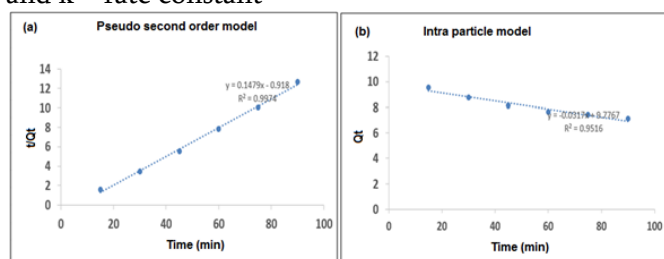 and k – rate constant
(a) Pseudo second order model
14
12
10
8
6
4
2
0
t/Qt
y = 0.1479x - 0.918
R² = 0.9974
0 20 40 60 80 100
Time (min)
(b) Intra particle model
12
10
8
6
4
2
0
Qt
y =
R² = 0.9516
0 20 40 60 80 100
Time (min)